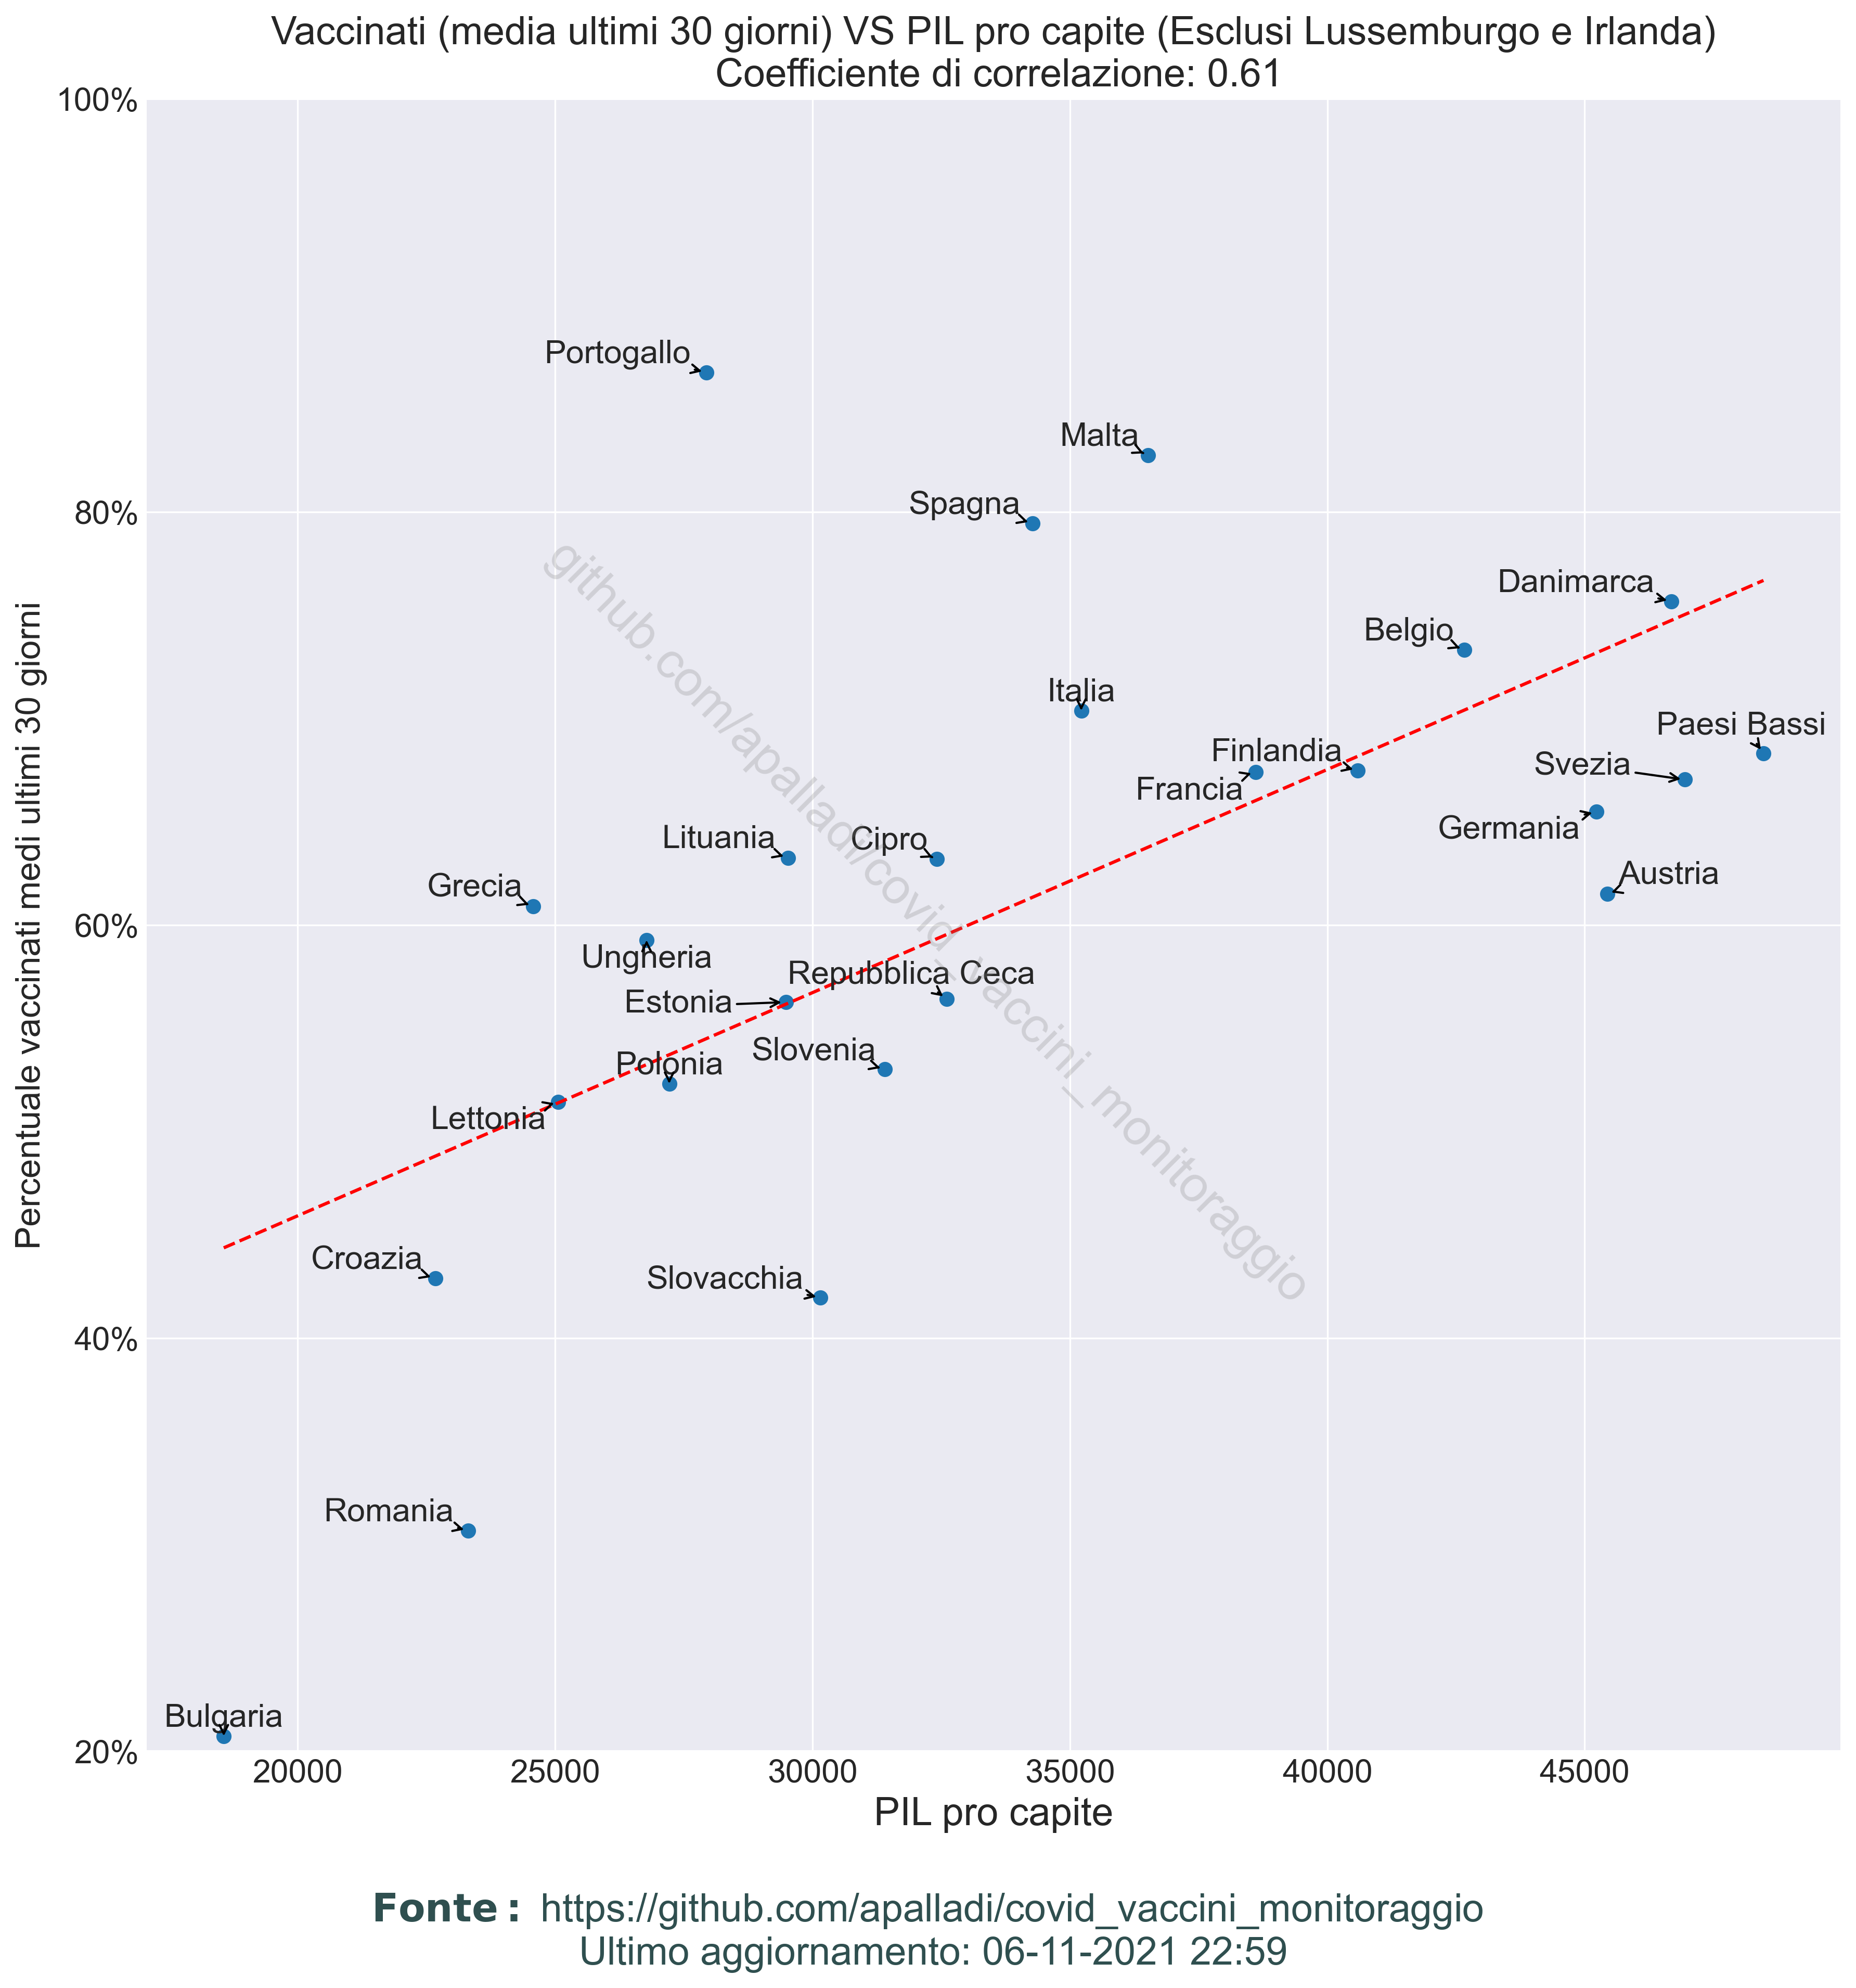 Vaccinati (media ultimi 30 giorni) VS PIL pro capite (Esclusi Lussemburgo e Irlanda)
Coefficiente di correlazione: 0.61
100%
80%
60%
40%
20%
Percentuale vaccinati medi ultimi 30 giorni
Portogallo
Malta
Spagna
Danimarca
Belgio
Italia
Paesi Bassi
Finlandia
Svezia
Francia
Germania
Lituania
Cipro
Austria
Grecia
Ungheria
Repubblica Ceca
Estonia
Slovenia
Polonia
Lettonia
Croazia
Slovacchia
Romania
Bulgaria
github.com/apalladi/covid_vaccini_monitoraggio
20000
25000
30000
35000
40000
45000
PIL pro capite
Fonte: https://github.com/apalladi/covid_vaccini_monitoraggio
Ultimo aggiornamento: 06-11-2021 22:59